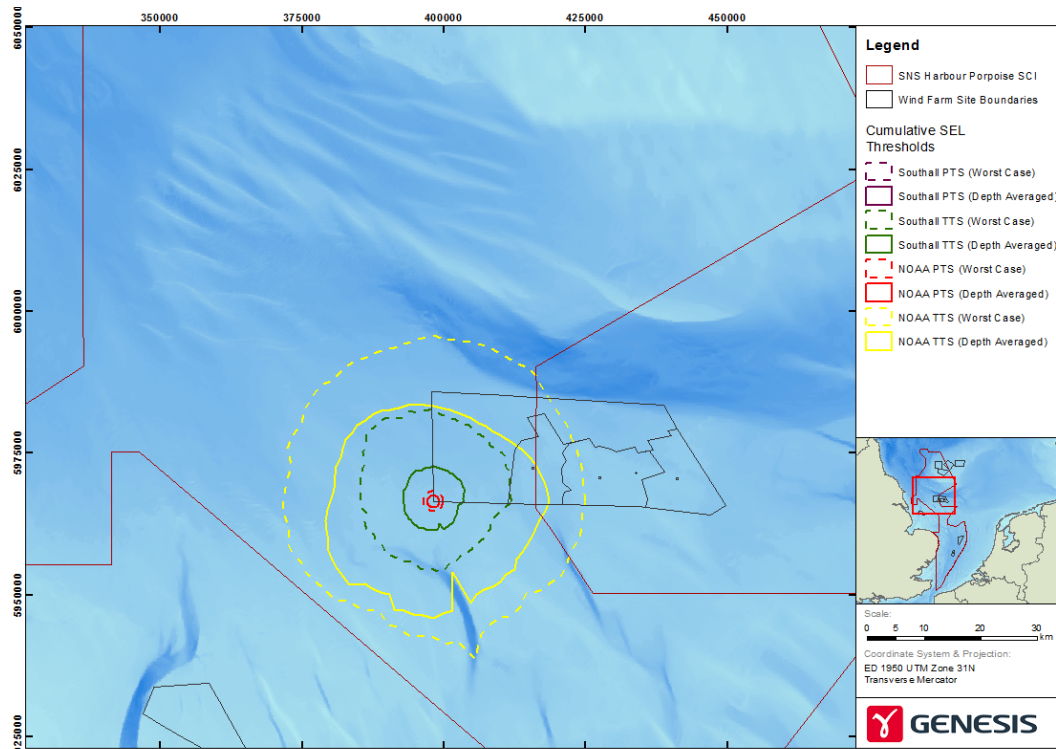 350000 375000 400000 425000 450000
6050000
6025000
6000000
5975000
5950000
Legend
SNS Harbour Porpoise SCI
Wind Farm Site Boundaries
Cumulative SEL
Thresholds
Southall PTS (Worst Case)
Southall PTS (Depth Averaged)
Southall TTS (Worst Case)
Southall TTS (Depth Averaged)
NOAA PTS (Worst Case)
NOAA PTS (Depth Averaged)
NOAA TTS (Worst Case)
NOAA TTS (Depth Averaged)
Scale:
0 5 10 20 30
km
Coordinate System & Projection:
ED 1950 UTM Zone 31N
Transverse Mercator
GENESIS